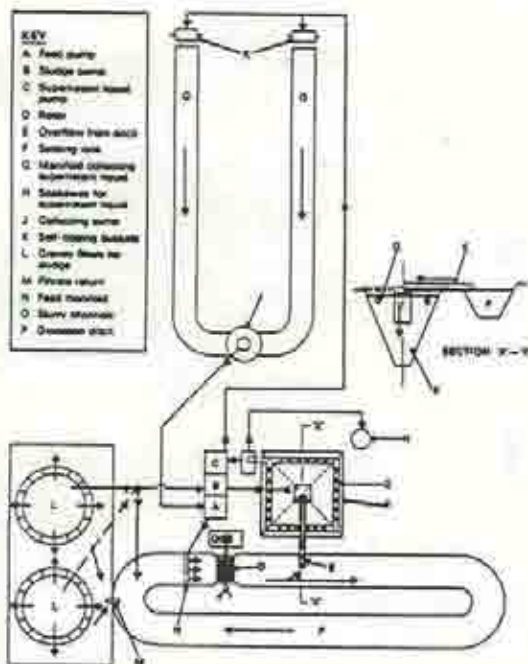 KEY
A Feed pump
B Sludge pump
C Supernatant liquid
pump
D Rotor
E Overflow from ditch
F Settling tank
G Manifold collecting
supernatant liquid
H Soakaway for
supernatant liquid
J Collecting sump
K Self-tipping buckets
L Gravity filters for
sludge
M Filtrate return
N Feed manifold
O Slurry channels
P Oxidation ditch
K
SECTION 'X' - 'X'
C
B
A
'X'
L
L
E
'X'
P
M